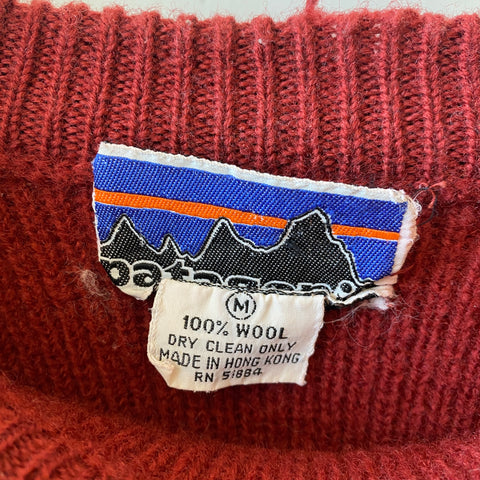 patagonia
M
100% WOOL
DRY CLEAN ONLY
MADE IN HONG KONG
RN 51884